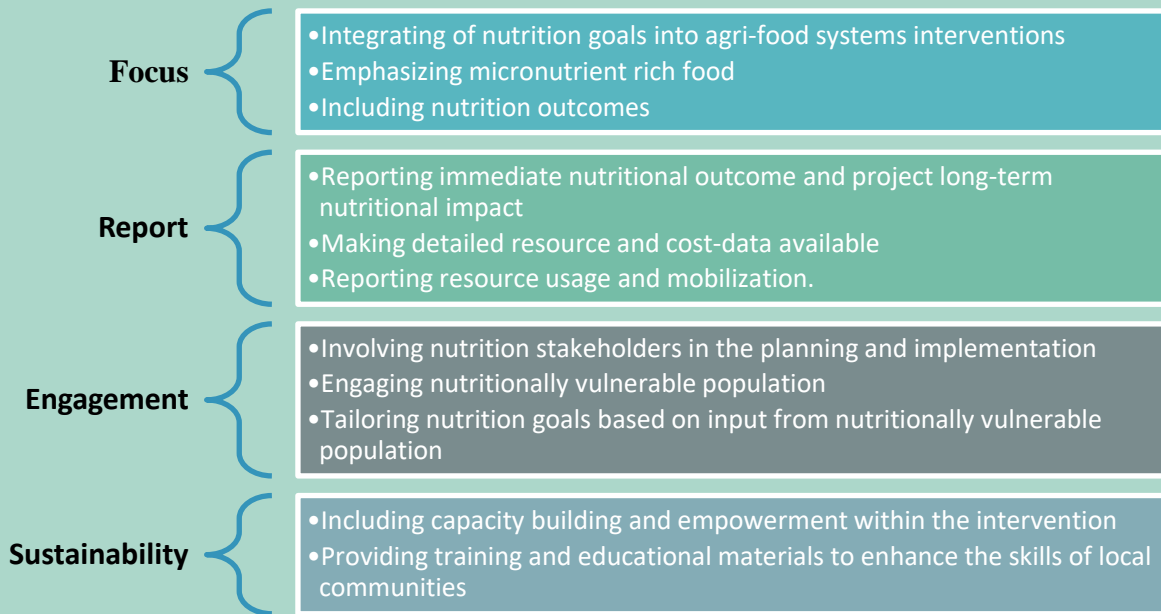 Focus
•Integrating of nutrition goals into agri-food systems interventions
•Emphasizing micronutrient rich food
•Including nutrition outcomes
Report
•Reporting immediate nutritional outcome and project long-term
nutritional impact
•Making detailed resource and cost-data available
•Reporting resource usage and mobilization.
Engagement
•Involving nutrition stakeholders in the planning and implementation
•Engaging nutritionally vulnerable population
•Tailoring nutrition goals based on input from nutritionally vulnerable
population
Sustainability
•Including capacity building and empowerment within the intervention
•Providing training and educational materials to enhance the skills of local
communities